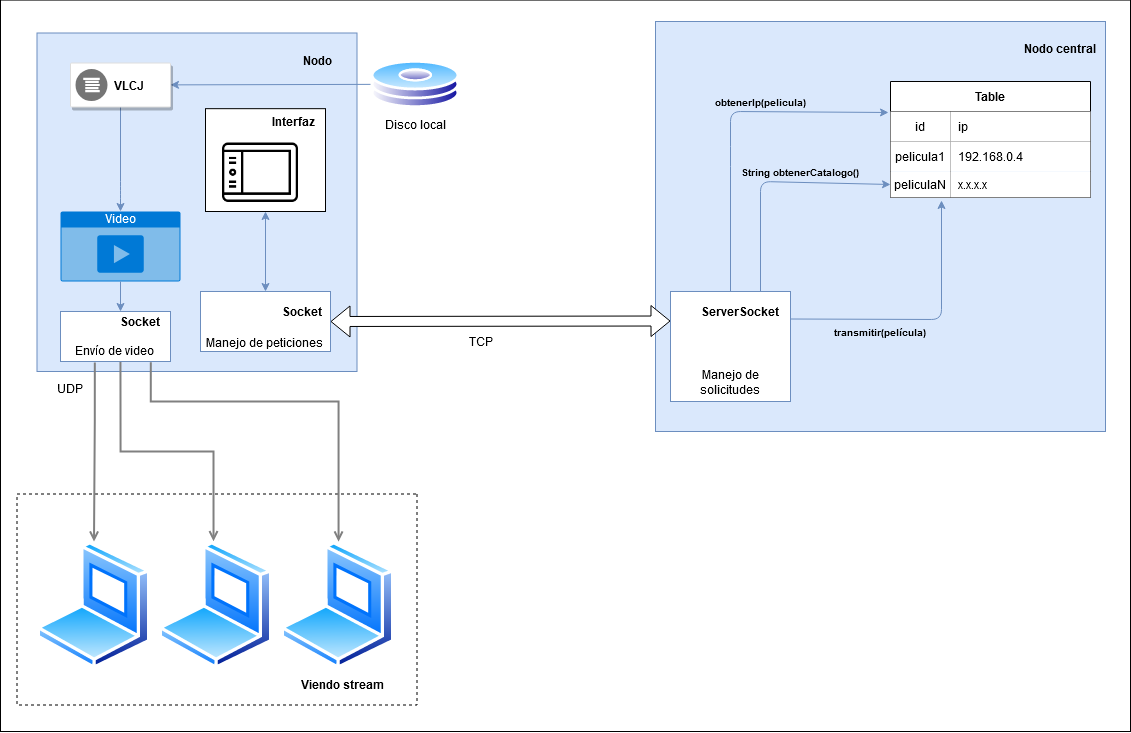 Nodo
VLCJ
Disco local
Interfaz
Video
Socket
Envío de video
Socket
Manejo de peticiones
UDP
TCP
Viendo stream
Nodo central
obtenerIp(pelicula)
String obtenerCatalogo()
Table
id ip
pelicula1 192.168.0.4
peliculaN x.x.x.x
ServerSocket
Manejo de
solicitudes
transmitir(película)